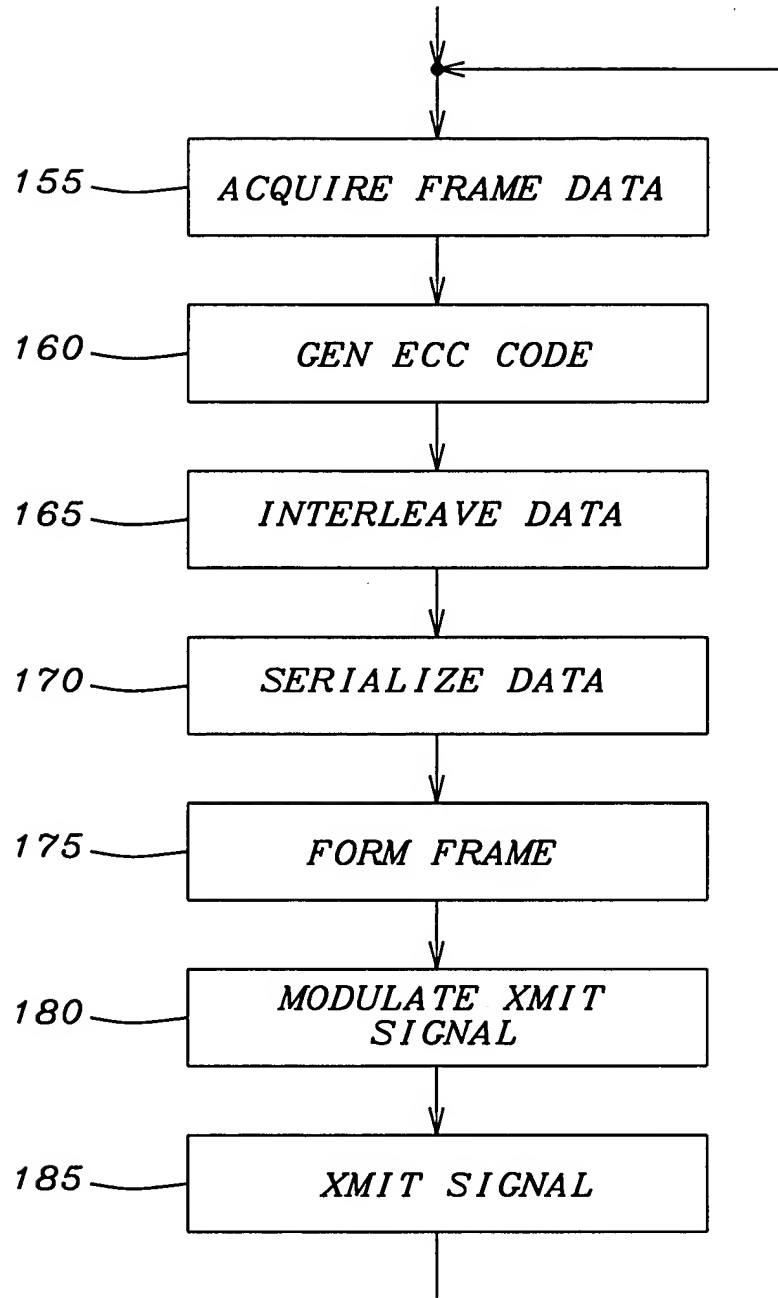 155 ACQUIRE FRAME DATA
160 GEN ECC CODE
165 INTERLEAVE DATA
170 SERIALIZE DATA
175 FORM FRAME
180 MODULATE XMIT
SIGNAL
185 XMIT SIGNAL